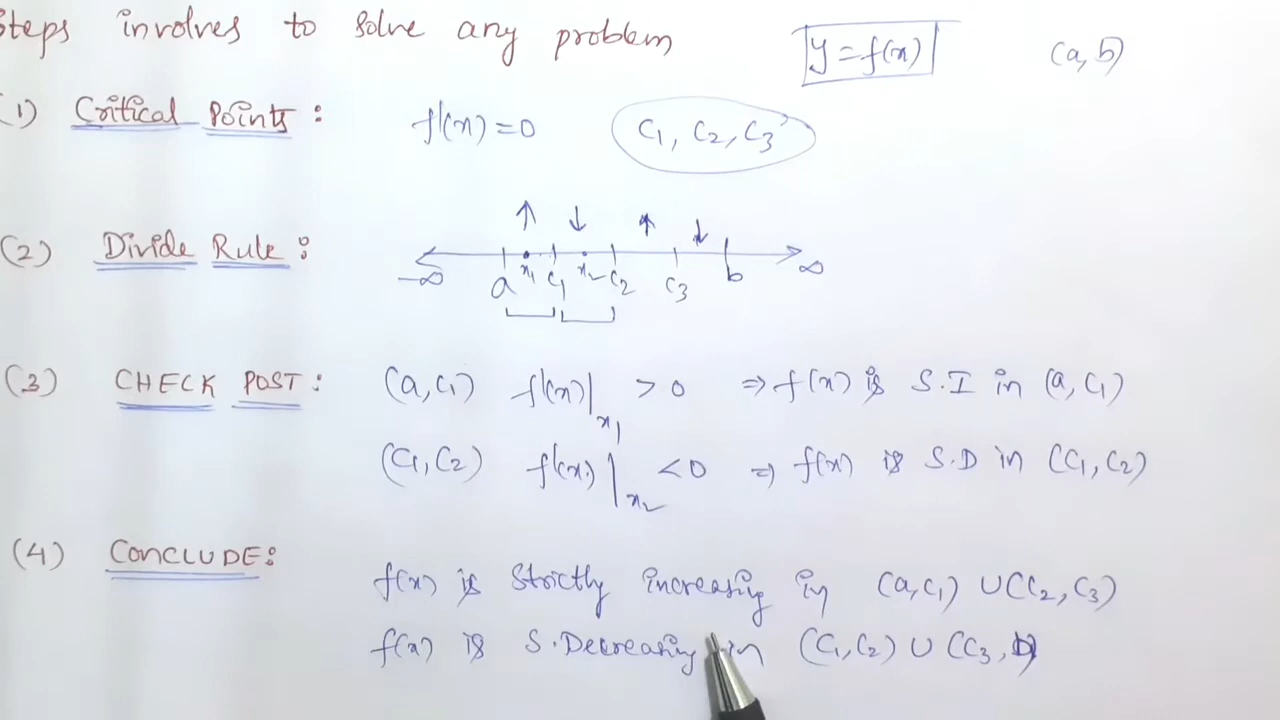 Steps involves to solve any problem y = f(x) (a, b)
(1) Critical Points : f'(x) = 0 C1, C2, C3
(2) Divide Rule : ↑ ↓ ↑ ↓
-∞ a x1 C1 x2 C2 C3 b ∞
(3) CHECK POST : (a, C1) f'(x)|x1 > 0 ⇒ f(x) is S.I in (a, C1)
(C1, C2) f'(x)|x2 < 0 ⇒ f(x) is S.D in (C1, C2)
(4) CONCLUDE :
f(x) is Strictly increasing in (a, C1) ∪ (C2, C3)
f(x) is S.Decreasing in (C1, C2) ∪ (C3, b)